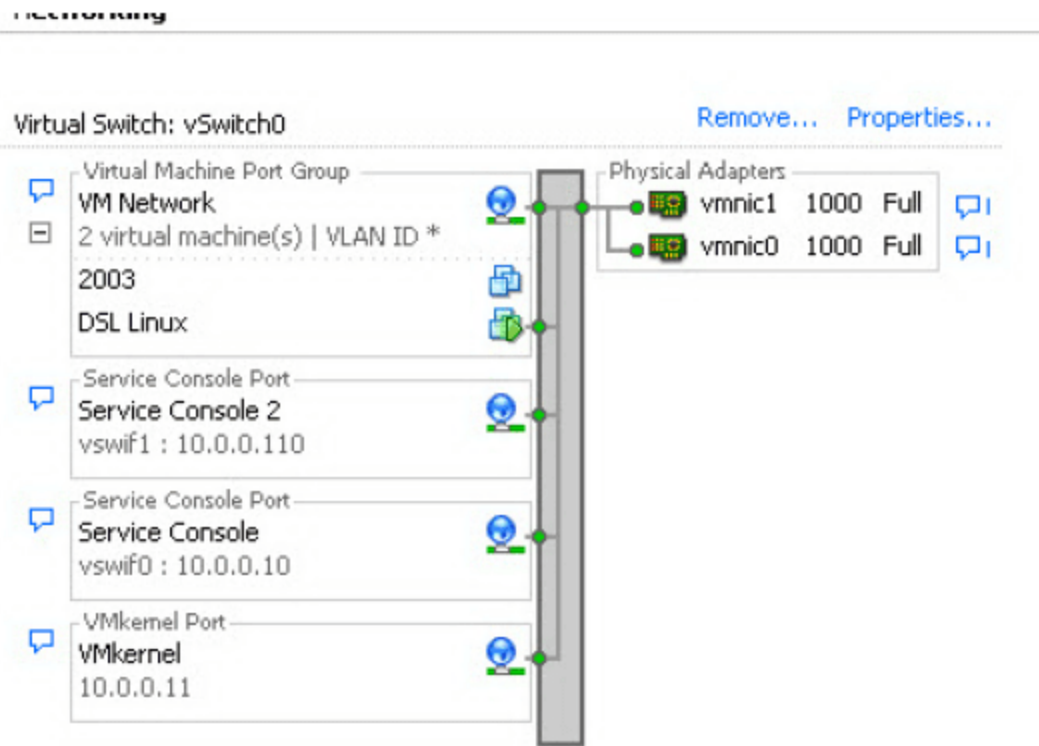 Networking
Virtual Switch: vSwitch0
Remove... Properties...
Virtual Machine Port Group
VM Network
2 virtual machine(s) | VLAN ID *
2003
DSL Linux
Physical Adapters
vmnic1 1000 Full
vmnic0 1000 Full
Service Console Port
Service Console 2
vswif1 : 10.0.0.110
Service Console Port
Service Console
vswif0 : 10.0.0.10
VMkernel Port
VMkernel
10.0.0.11